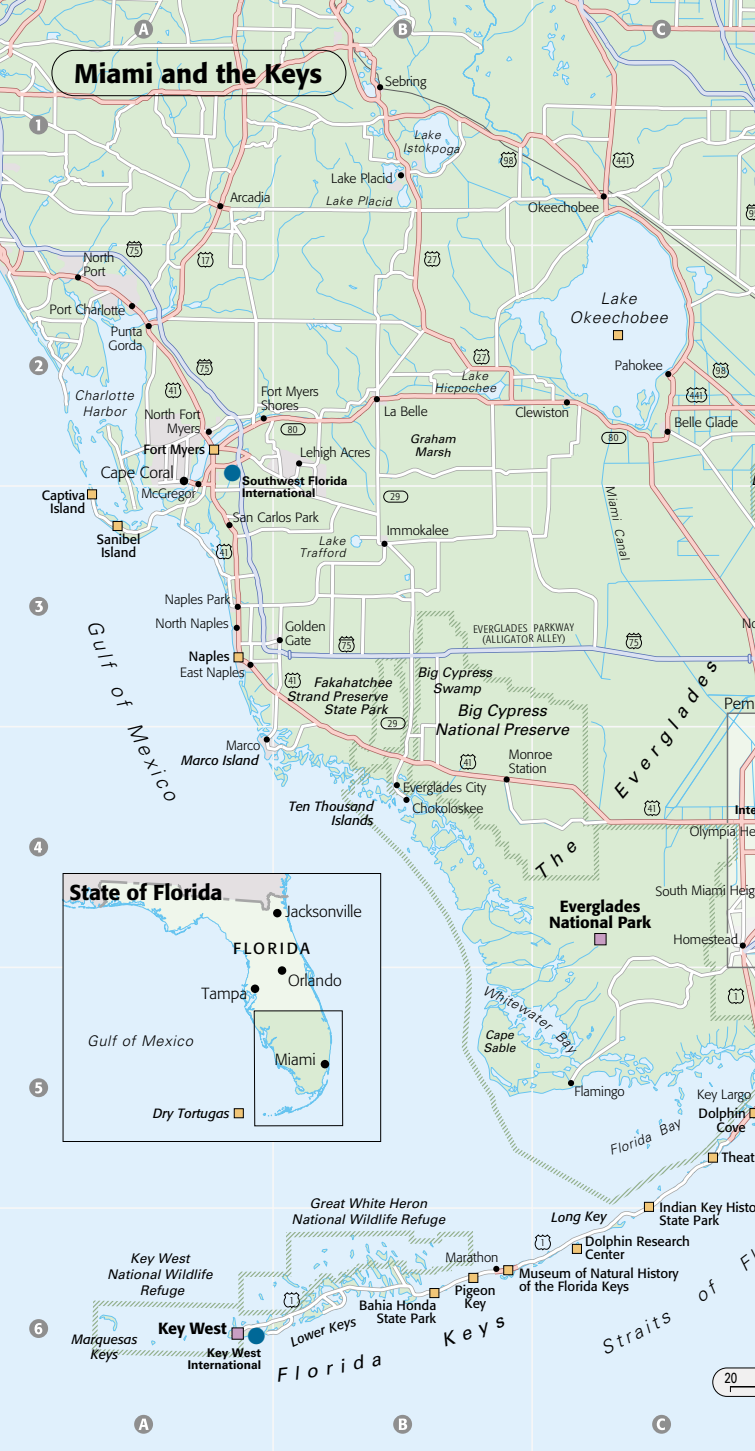 A
B
C
Miami and the Keys
Sebring
1
Lake
Istokpoga
98
441
Lake Placid
Arcadia
Lake Placid
Okeechobee
North
Port
75
17
27
Port Charlotte
Punta
Gorda
Lake
Okeechobee
2
75
27
Pahokee
98
Charlotte
Harbor
41
Fort Myers
Shores
Lake
Hicpochee
441
North Fort
Myers
La Belle
Clewiston
Belle Glade
80
80
Fort Myers
Graham
Marsh
Lehigh Acres
Cape Coral
Southwest Florida
International
McGregor
Captiva
Island
29
Miami Canal
San Carlos Park
Sanibel
Island
Immokalee
Lake
Trafford
41
3
Naples Park
North Naples
Golden
Gate
75
EVERGLADES PARKWAY
(ALLIGATOR ALLEY)
75
Gulf of Mexico
Naples
East Naples
41
Fakahatchee
Strand Preserve
State Park
Big Cypress
Swamp
29
Big Cypress
National Preserve
The Everglades
Pem
Marco
Marco Island
41
Monroe
Station
Everglades City
Chokoloskee
Ten Thousand
Islands
41
Inte
Olympia He
4
State of Florida
Jacksonville
FLORIDA
Orlando
Tampa
Gulf of Mexico
Miami
Dry Tortugas
South Miami Heig
Everglades
National Park
Homestead
1
Whitewater Bay
Cape
Sable
5
Flamingo
Key Largo
Dolphin
Cove
Florida Bay
Theat
Great White Heron
National Wildlife Refuge
Long Key
Indian Key Histo
State Park
1
Dolphin Research
Center
Key West
National Wildlife
Refuge
Marathon
Museum of Natural History
of the Florida Keys
Pigeon
Key
Bahia Honda
State Park
1
6
Marquesas
Keys
Key West
Key West
International
Lower Keys
Florida Keys
Straits of Fl
20
A
B
C